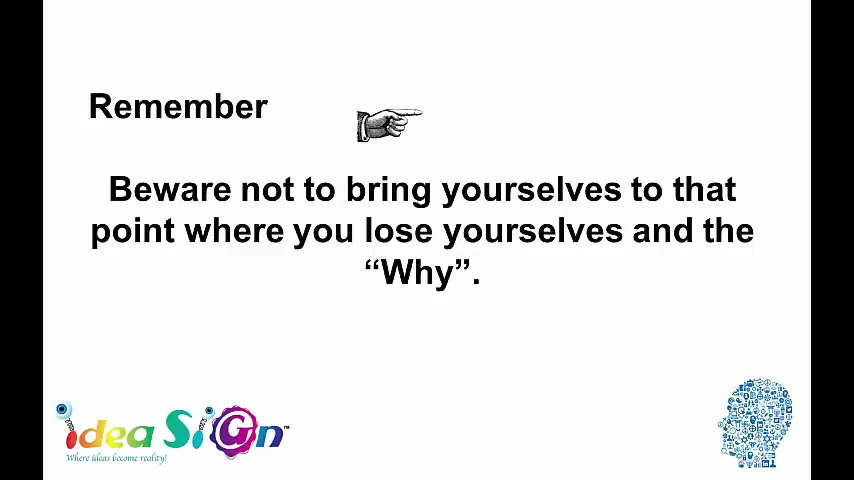 Remember
Beware not to bring yourselves to that
point where you lose yourselves and the
“Why”.
idea SiGn™
Where ideas become reality!